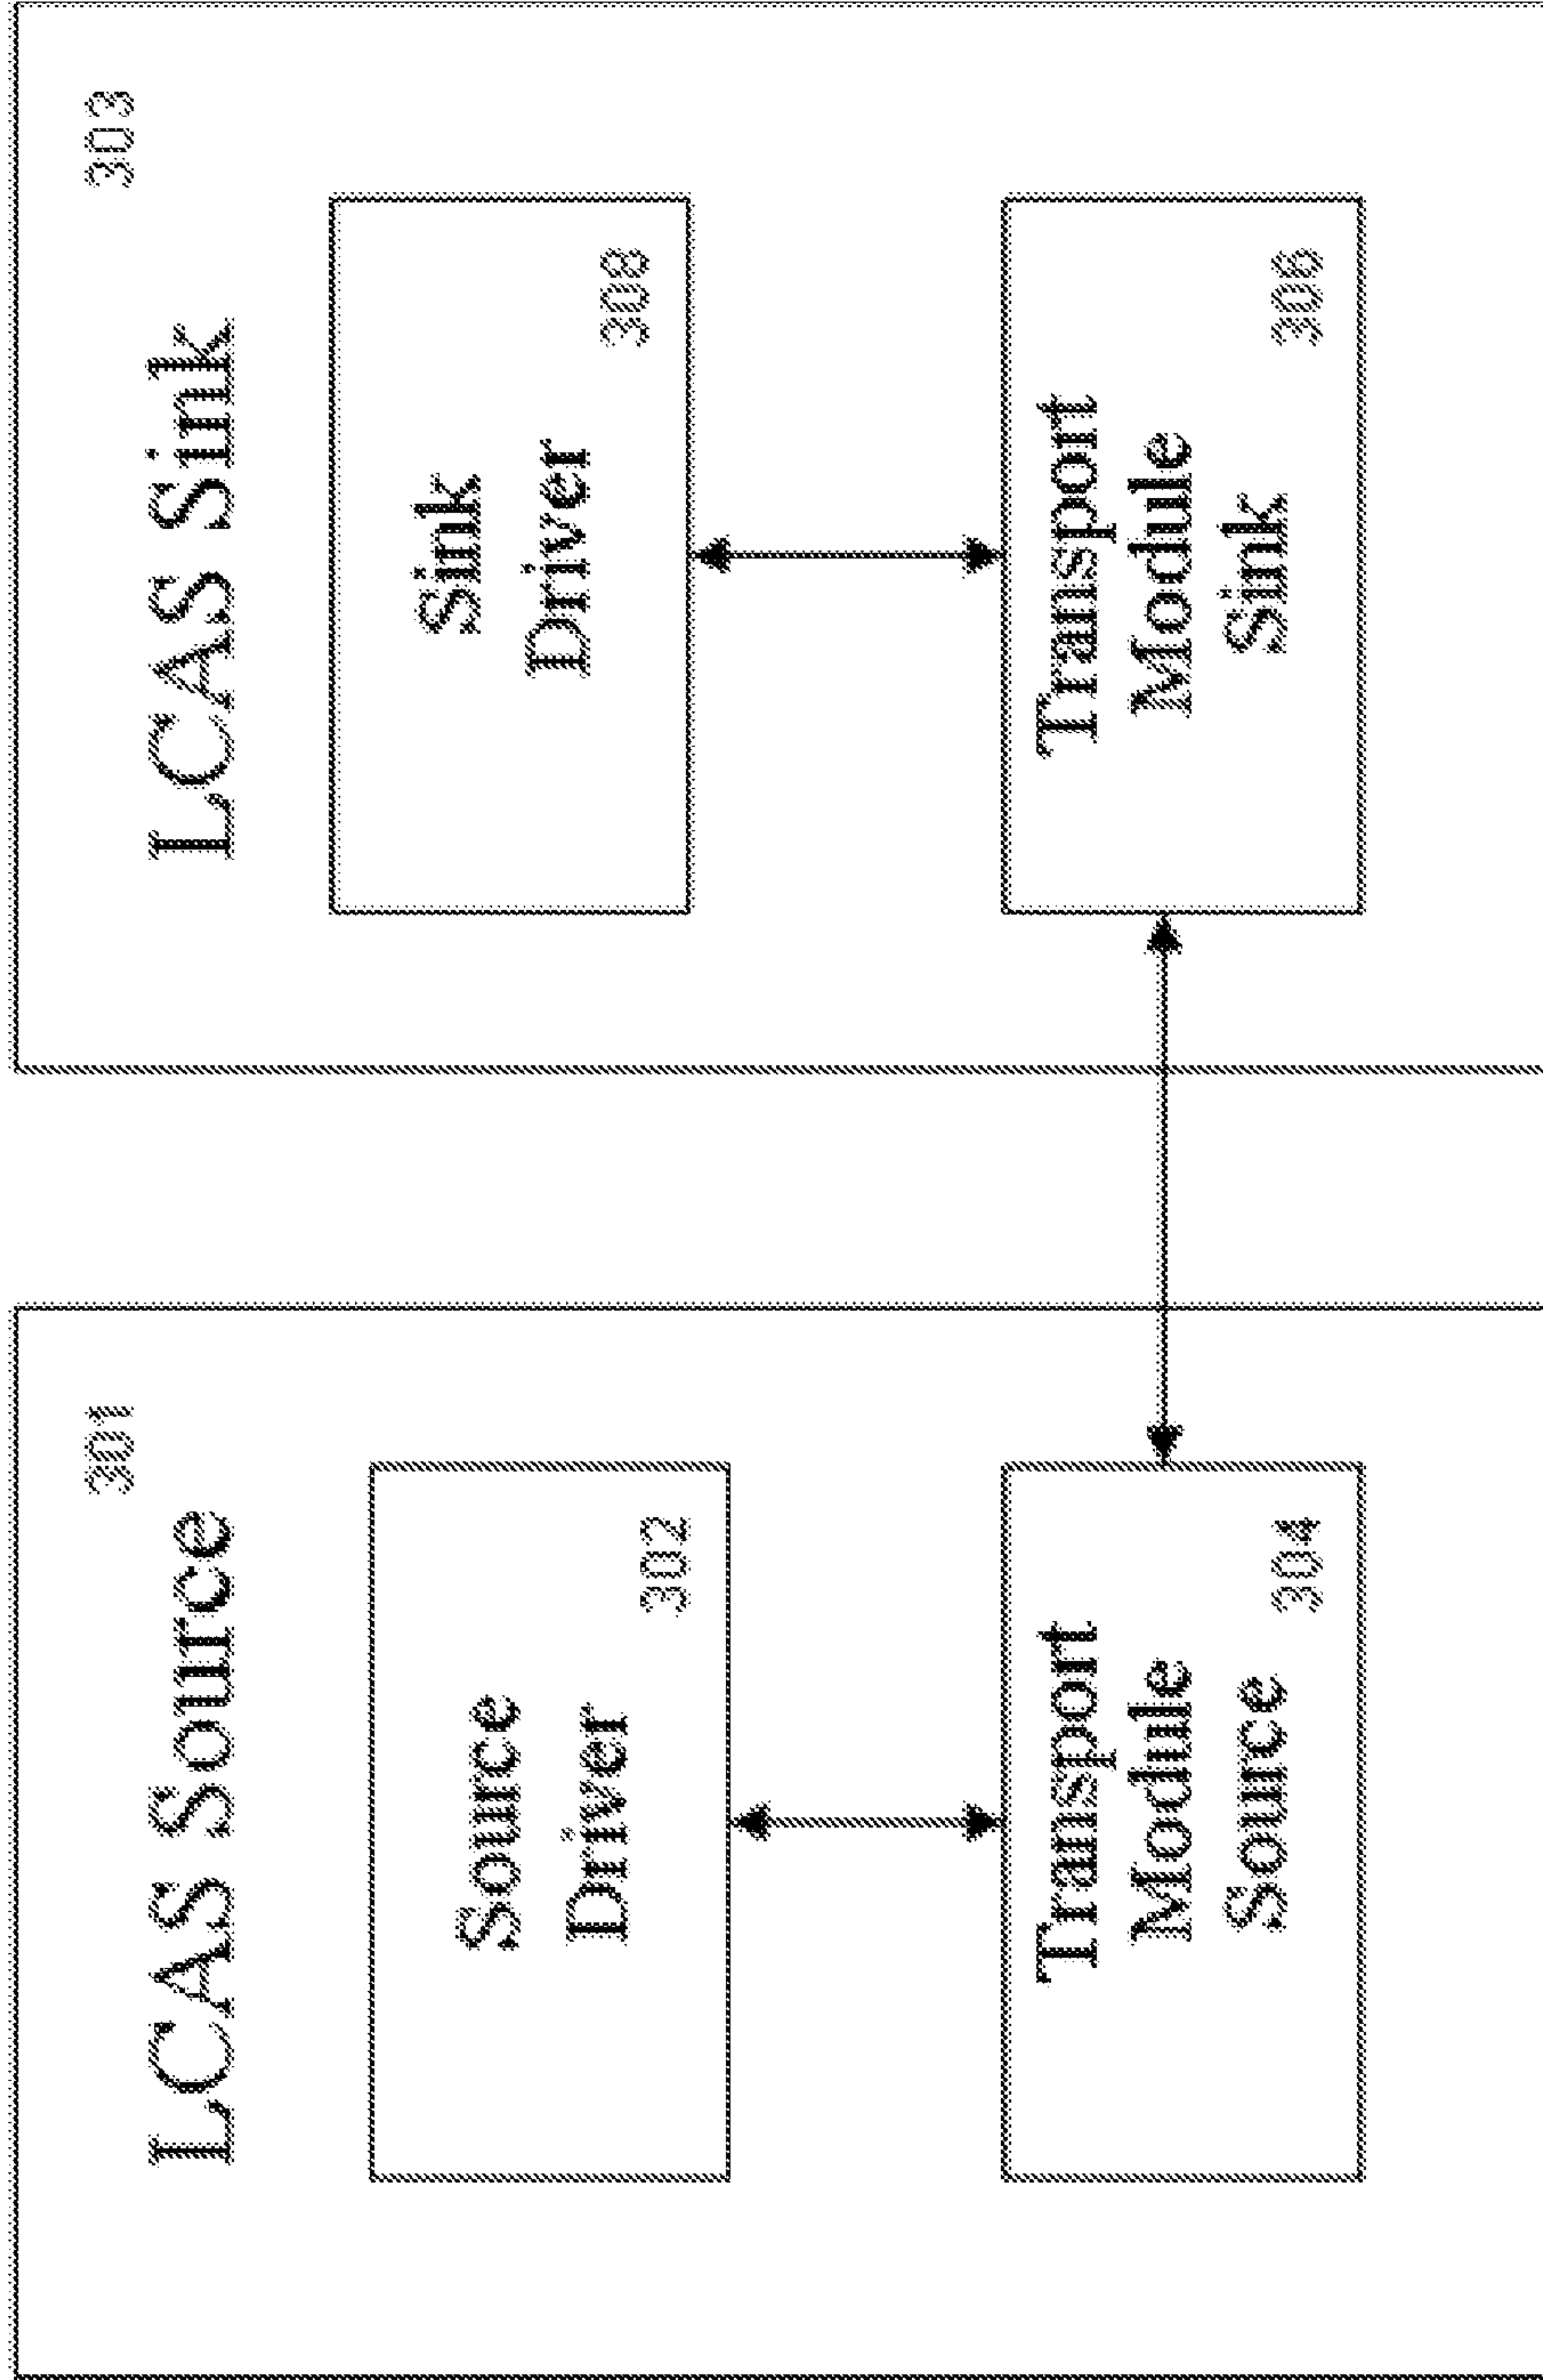 301
LCAS Source
Source
Driver
302
Transport
Module
Source
304
303
LCAS Sink
Sink
Driver
308
Transport
Module
Sink
306